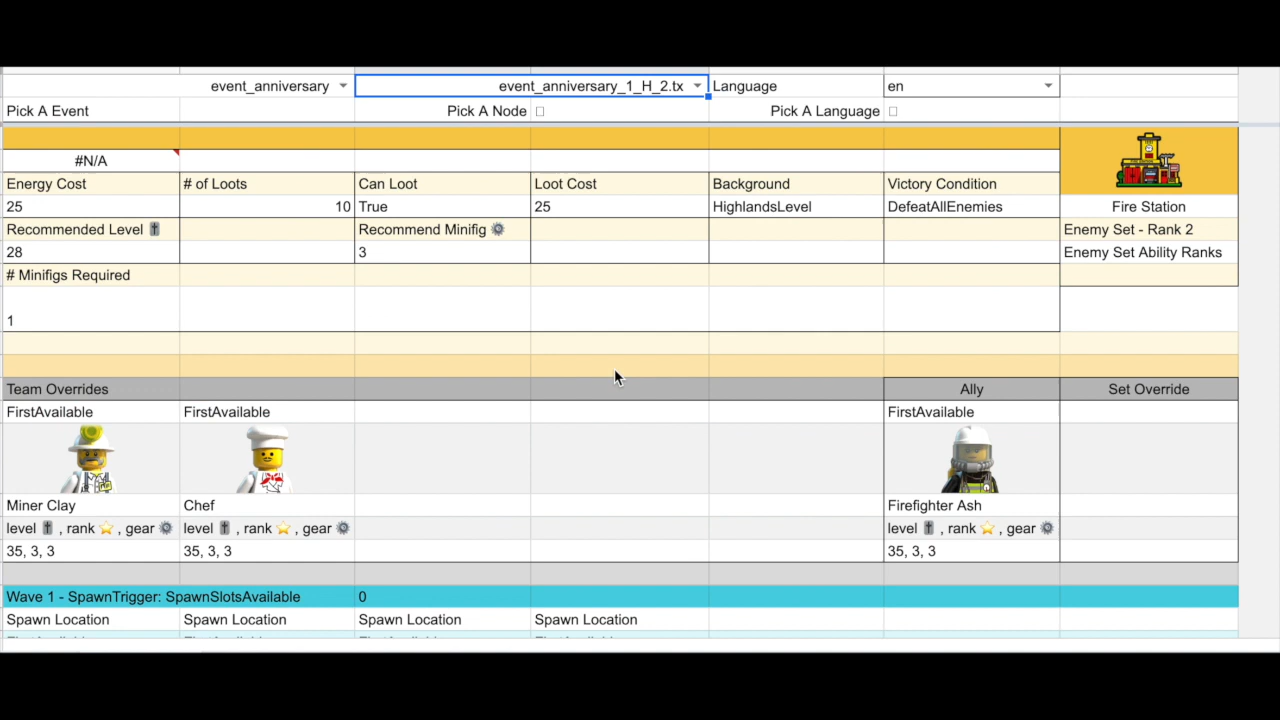 event_anniversary event_anniversary_1_H_2.tx Language en
Pick A Event Pick A Node Pick A Language
#N/A
Energy Cost # of Loots Can Loot Loot Cost Background Victory Condition
25 10 True 25 HighlandsLevel DefeatAllEnemies Fire Station
Recommended Level Recommend Minifig Enemy Set - Rank 2
28 3 Enemy Set Ability Ranks
# Minifigs Required
1
Team Overrides Ally Set Override
FirstAvailable FirstAvailable FirstAvailable
Miner Clay Chef Firefighter Ash
level , rank ⭐ , gear level , rank ⭐ , gear level , rank ⭐ , gear
35, 3, 3 35, 3, 3 35, 3, 3
Wave 1 - SpawnTrigger: SpawnSlotsAvailable 0
Spawn Location Spawn Location Spawn Location Spawn Location